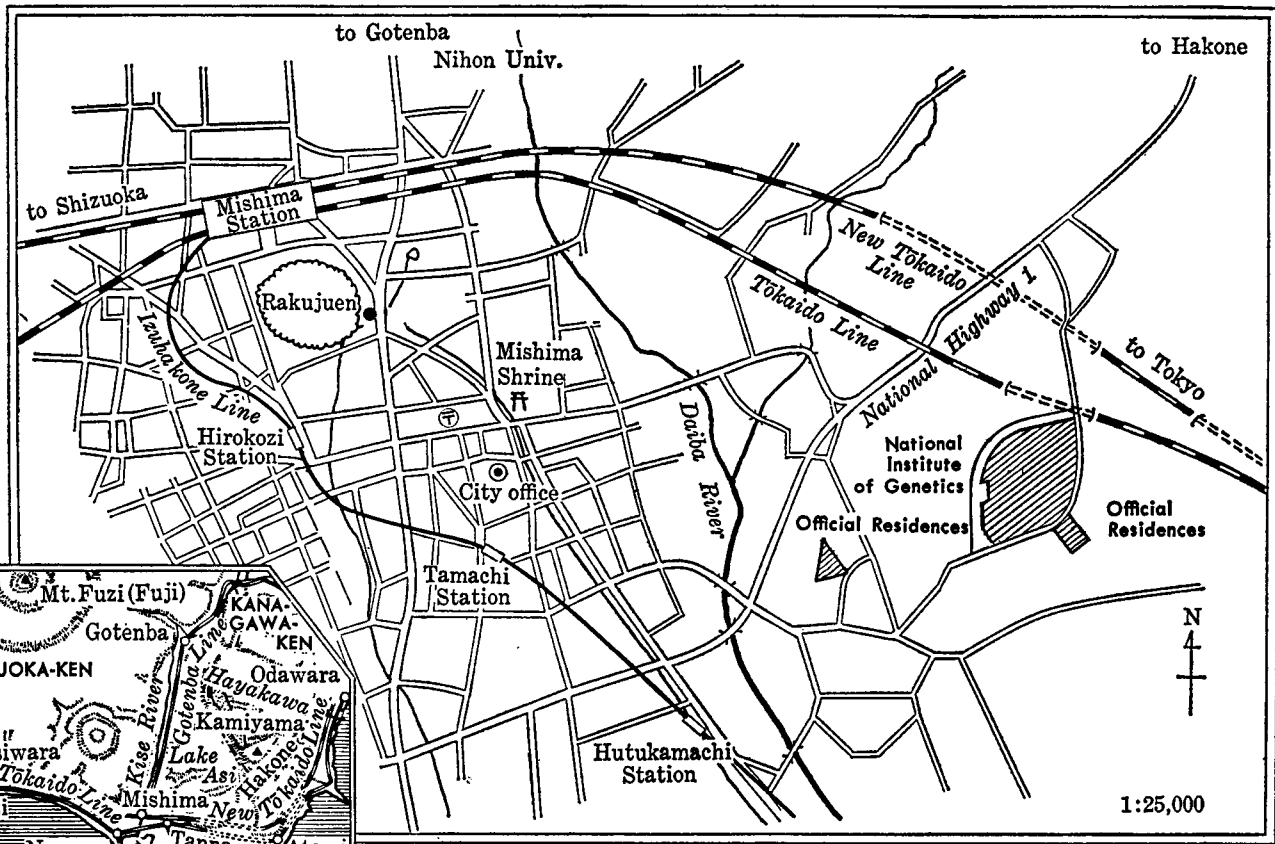 to Gotenba
Nihon Univ.
to Hakone
to Shizuoka
Mishima
Station
New Tōkaido
Line
Rakujuen
Tōkaido Line
National Highway 1
to Tokyo
Izuhakone Line
Mishima
Shrine
〒
Hirokozi
Station
City office
Daiba River
National
Institute
of Genetics
Official Residences
Official
Residences
Tamachi
Station
N
Hutukamachi
Station
1:25,000
Mt. Fuzi (Fuji)
KANA-
GAWA-
KEN
Gotenba
JOKA-KEN
Kise River
Gotenba Line
Hayakawa
Odawara
Kamiyama
Lake
Asi
Hakone
siwara
Tōkaido Line
New Tōkaido Line
Mishima